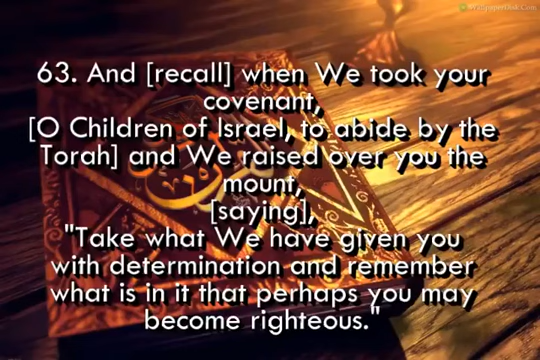 WallpapersAsk.Com
63. And [recall] when We took your
covenant,
[O Children of Israel, to abide by the
Torah] and We raised over you the
mount,
[saying],
"Take what We have given you
with determination and remember
what is in it that perhaps you may
become righteous."